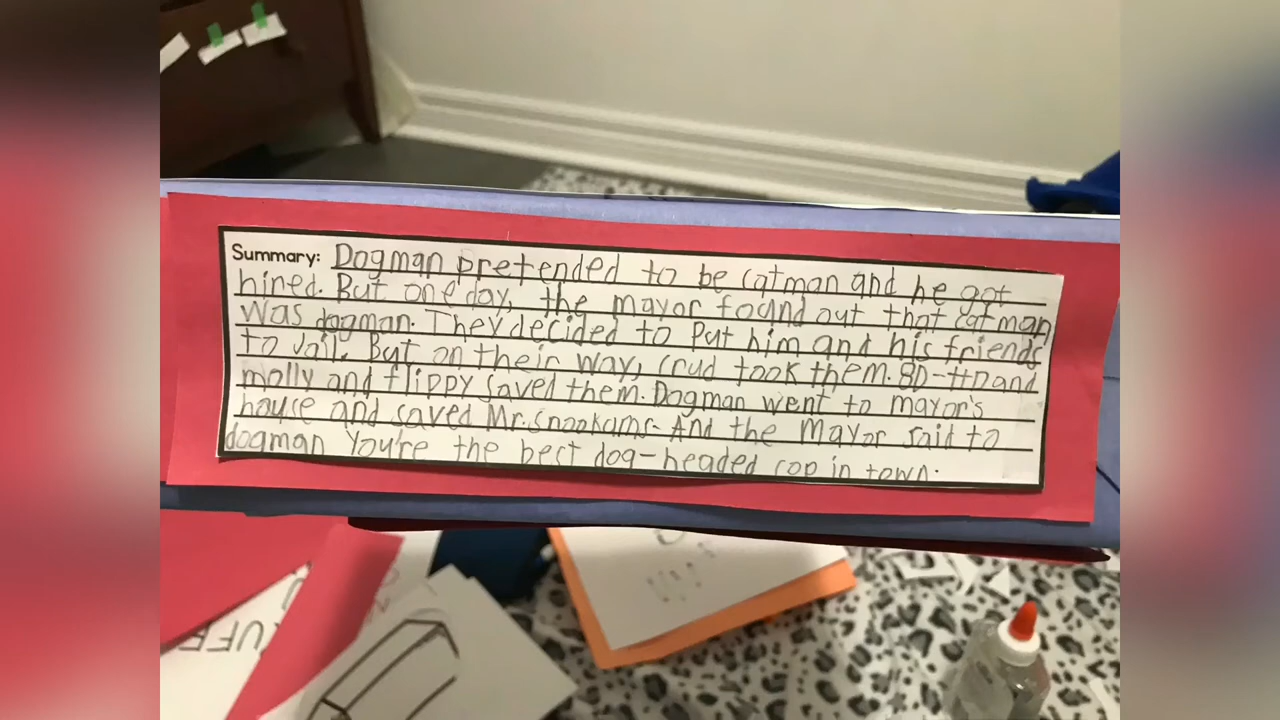 Summary: Dogman pretended to be catman and he got
hired. But one day, the mayor found out that catman
was dogman. They decided to put him and his friends
to Jail. But on their way, crud took them. 8D-HD and
molly and flippy saved them. Dogman went to mayor's
house and saved Mr. Snookams. And the mayor said to
dogman you're the best dog-headed cop in town.
UFF